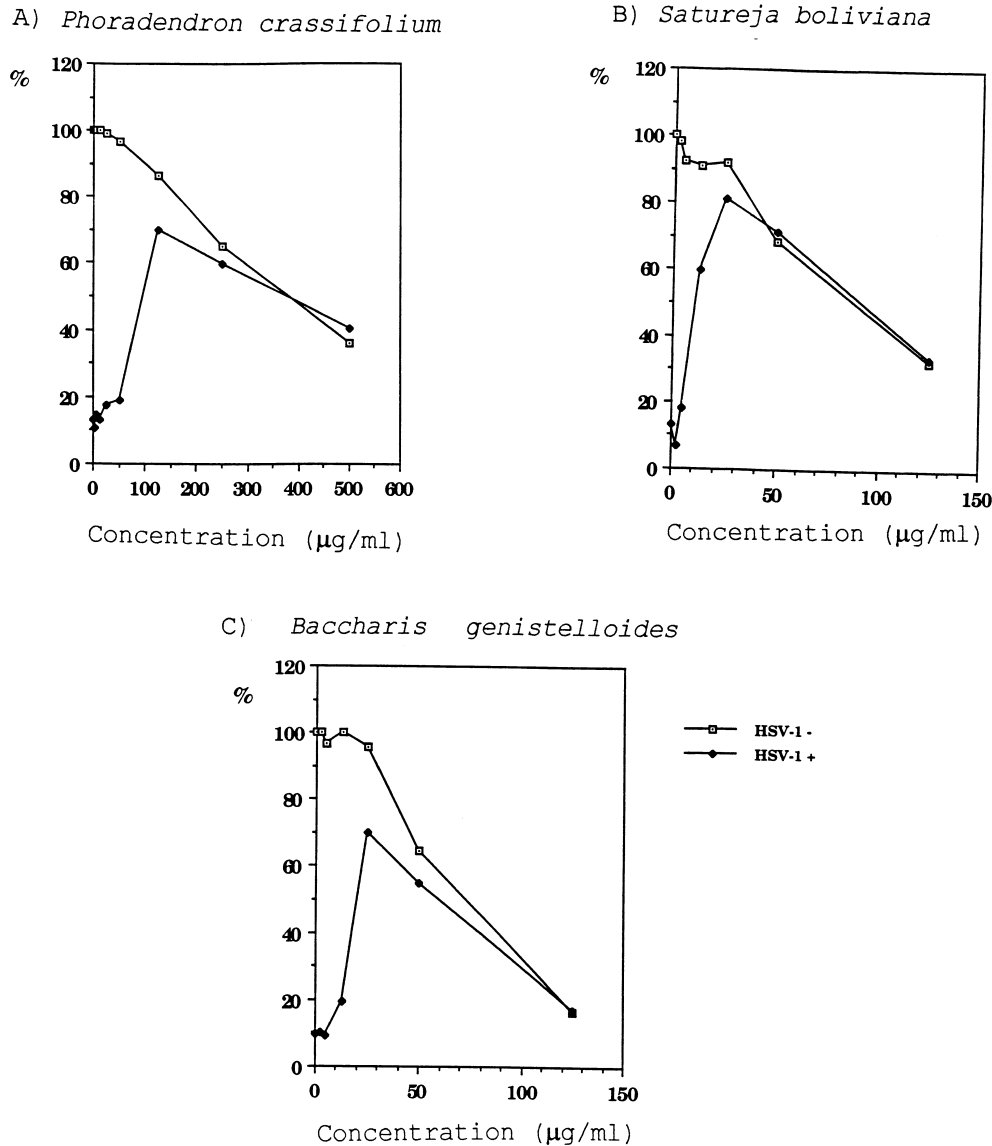 A) Phoradendron crassifolium
%
120
100
80
60
40
20
0
0 100 200 300 400 500 600
Concentration (µg/ml)
B) Satureja boliviana
%
120
100
80
60
40
20
0
0 50 100 150
Concentration (µg/ml)
C) Baccharis genistelloides
%
120
100
80
60
40
20
0
0 50 100 150
Concentration (µg/ml)
HSV-1 -
HSV-1 +